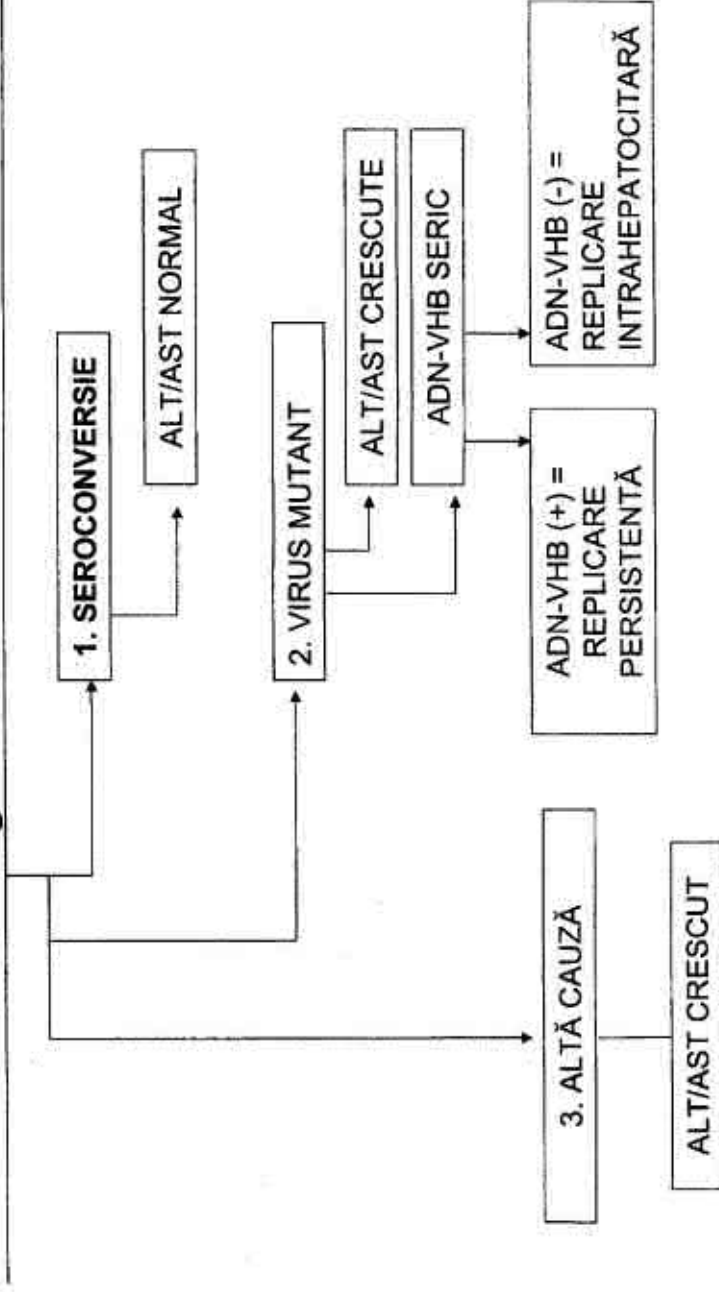 1. SEROCONVERSIE
ALT/AST NORMAL
2. VIRUS MUTANT
ALT/AST CRESCUTE
ADN-VHB SERIC
ADN-VHB (+) =
REPLICARE
PERSISTENTĂ
ADN-VHB (-) =
REPLICARE
INTRAHEPATOCITARĂ
3. ALTĂ CAUZĂ
ALT/AST CRESCUT